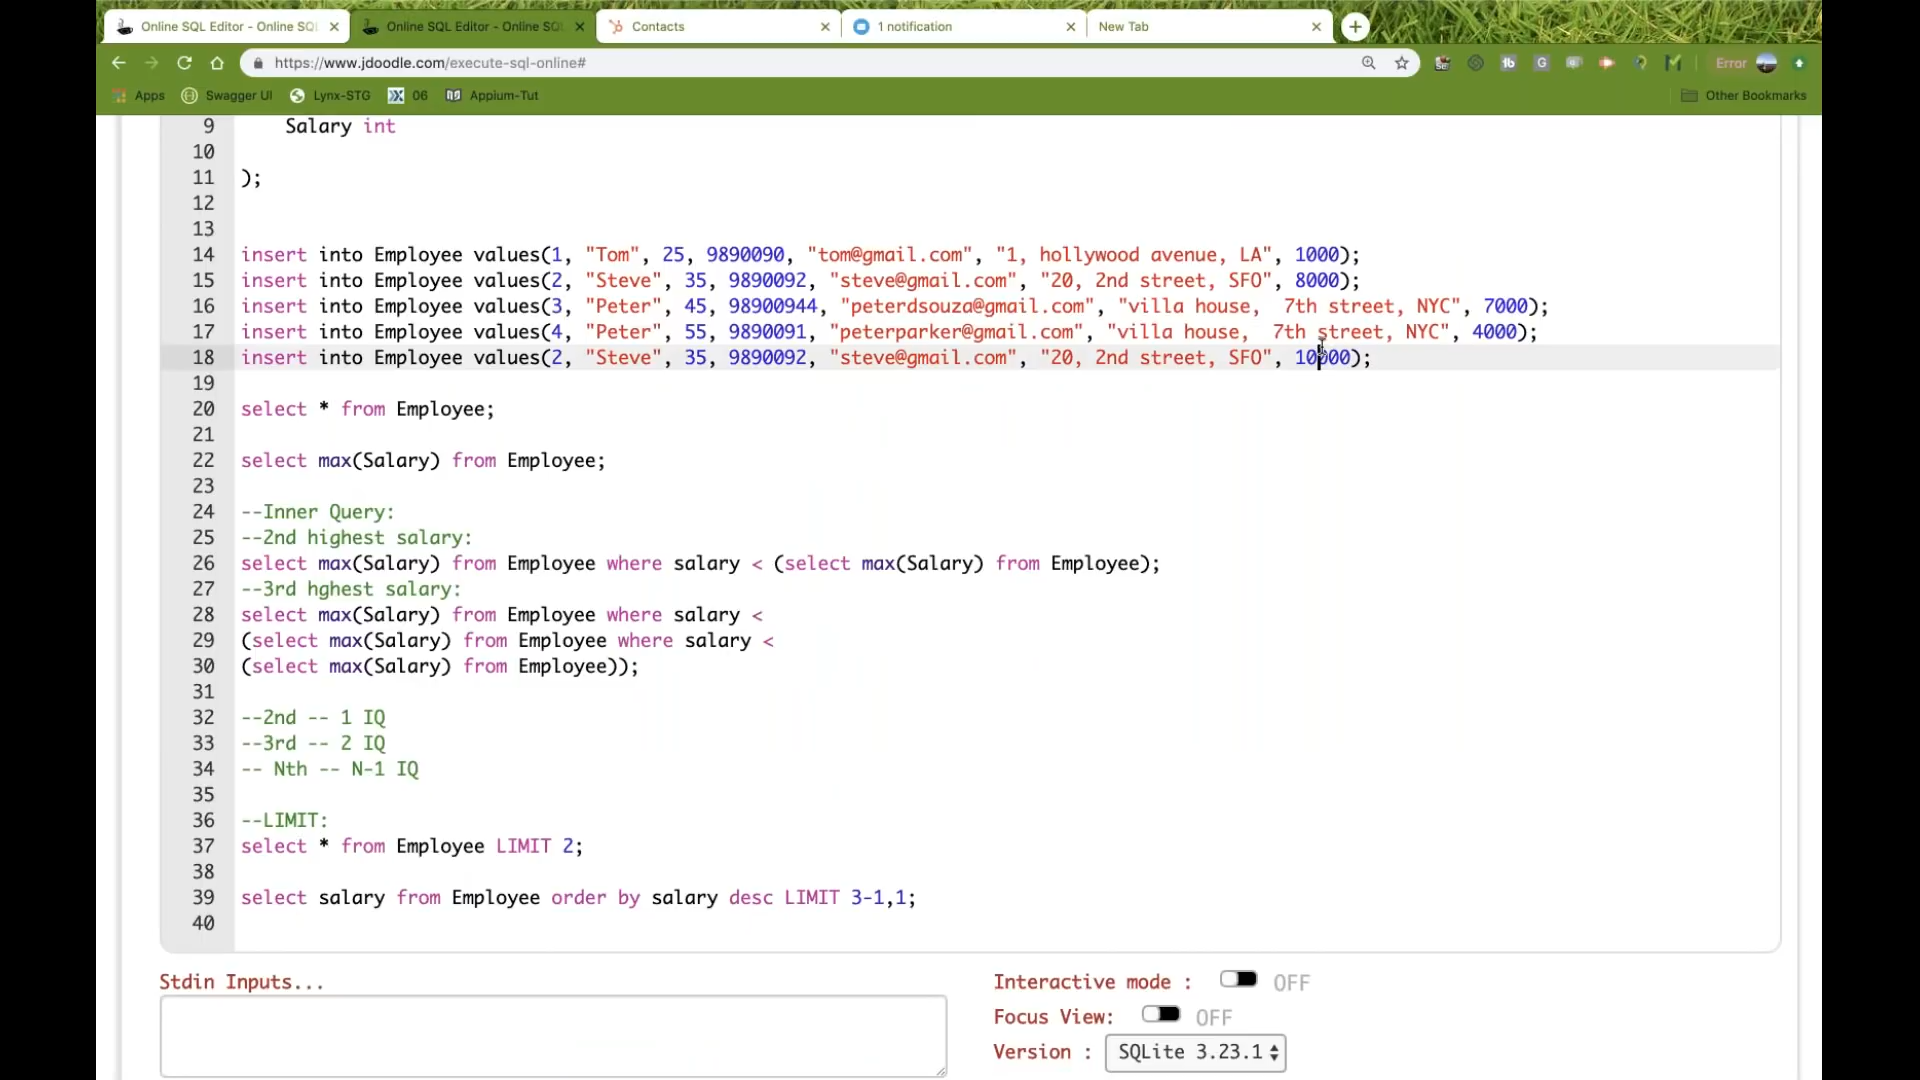 Online SQL Editor - Online SQL
Online SQL Editor - Online SQL
Contacts
1 notification
New Tab
https://www.jdoodle.com/execute-sql-online#
Error
Apps
Swagger UI
Lynx-STG
06
Appium-Tut
Other Bookmarks
9 Salary int
10
11 );
12
13
14 insert into Employee values(1, "Tom", 25, 9890090, "tom@gmail.com", "1, hollywood avenue, LA", 1000);
15 insert into Employee values(2, "Steve", 35, 9890092, "steve@gmail.com", "20, 2nd street, SFO", 8000);
16 insert into Employee values(3, "Peter", 45, 98900944, "peterdsouza@gmail.com", "villa house,  7th street, NYC", 7000);
17 insert into Employee values(4, "Peter", 55, 9890091, "peterparker@gmail.com", "villa house,  7th street, NYC", 4000);
18 insert into Employee values(2, "Steve", 35, 9890092, "steve@gmail.com", "20, 2nd street, SFO", 10000);
19
20 select * from Employee;
21
22 select max(Salary) from Employee;
23
24 --Inner Query:
25 --2nd highest salary:
26 select max(Salary) from Employee where salary < (select max(Salary) from Employee);
27 --3rd hghest salary:
28 select max(Salary) from Employee where salary <
29 (select max(Salary) from Employee where salary <
30 (select max(Salary) from Employee));
31
32 --2nd -- 1 IQ
33 --3rd -- 2 IQ
34 -- Nth -- N-1 IQ
35
36 --LIMIT:
37 select * from Employee LIMIT 2;
38
39 select salary from Employee order by salary desc LIMIT 3-1,1;
40
Stdin Inputs...
Interactive mode : OFF
Focus View: OFF
Version : SQLite 3.23.1